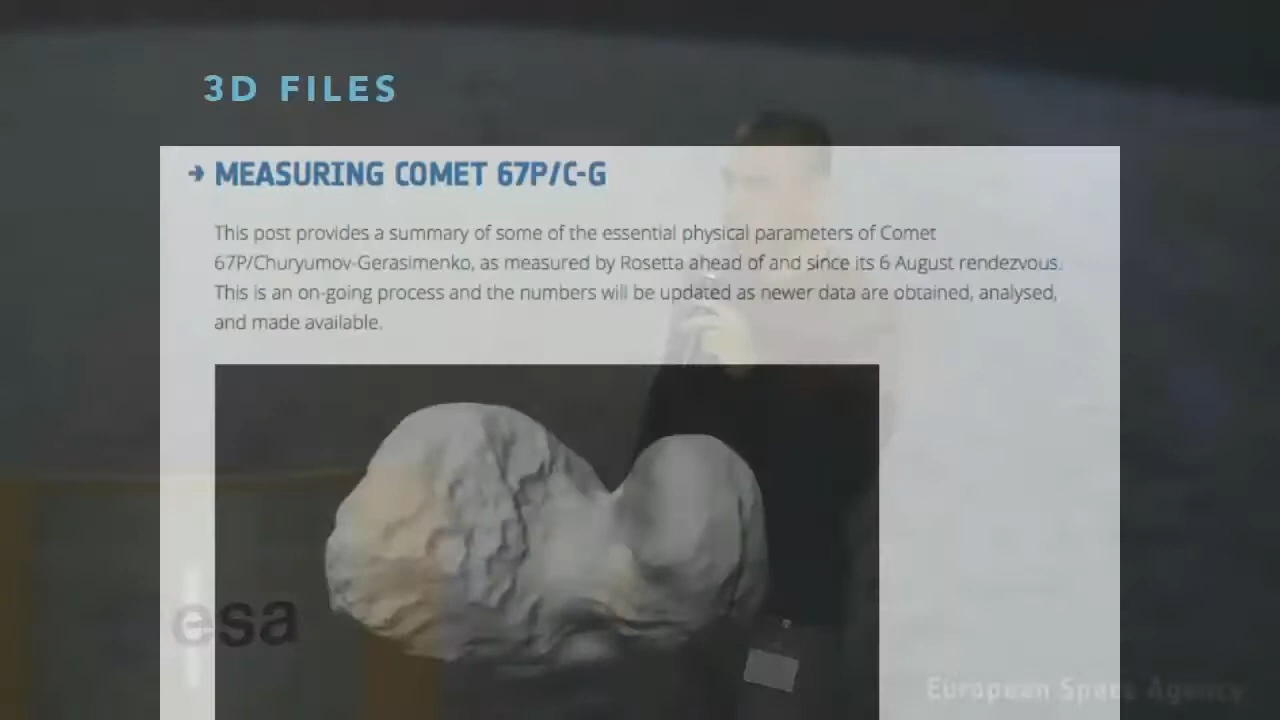 3D FILES
→ MEASURING COMET 67P/C-G
This post provides a summary of some of the essential physical parameters of Comet
67P/Churyumov-Gerasimenko, as measured by Rosetta ahead of and since its 6 August rendezvous.
This is an on-going process and the numbers will be updated as newer data are obtained, analysed,
and made available.
esa
European Space Agency